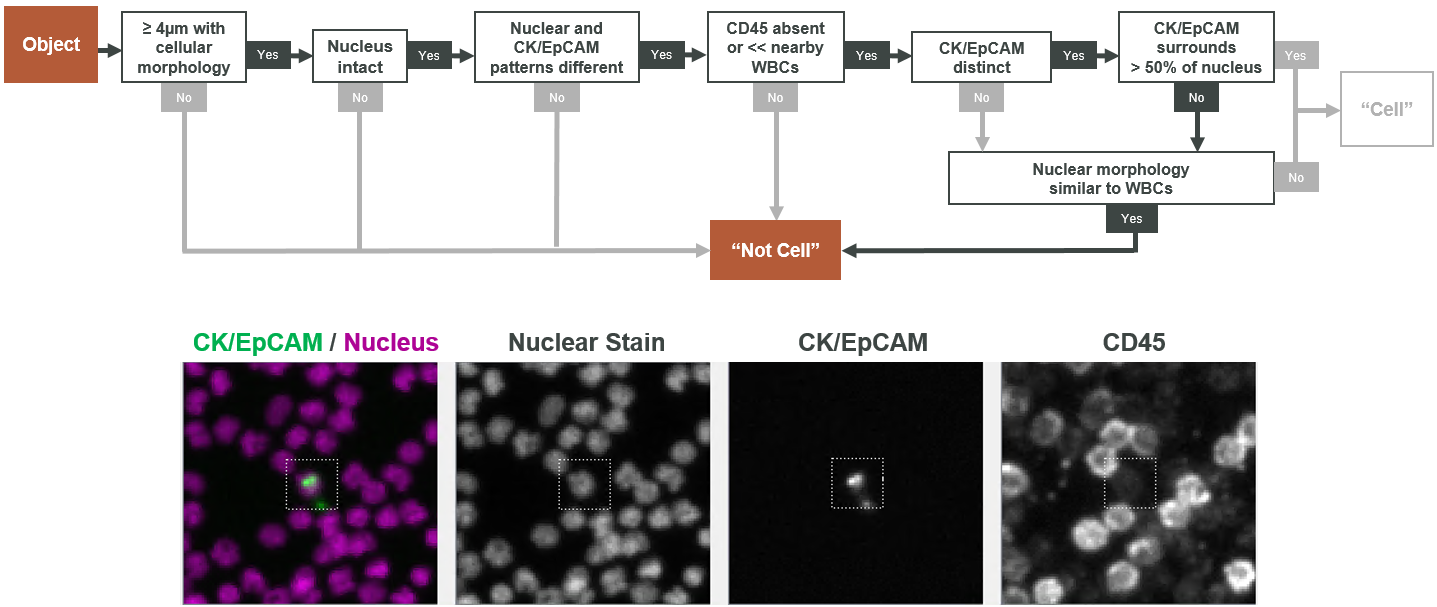 Object
≥ 4µm with
cellular
morphology
Yes
No
Nucleus
intact
Yes
No
Nuclear and
CK/EpCAM
patterns different
Yes
No
CD45 absent
or << nearby
WBCs
Yes
No
CK/EpCAM
distinct
Yes
No
CK/EpCAM
surrounds
> 50% of nucleus
Yes
No
“Cell”
Nuclear morphology
similar to WBCs
No
Yes
“Not Cell”
CK/EpCAM / Nucleus
Nuclear Stain
CK/EpCAM
CD45